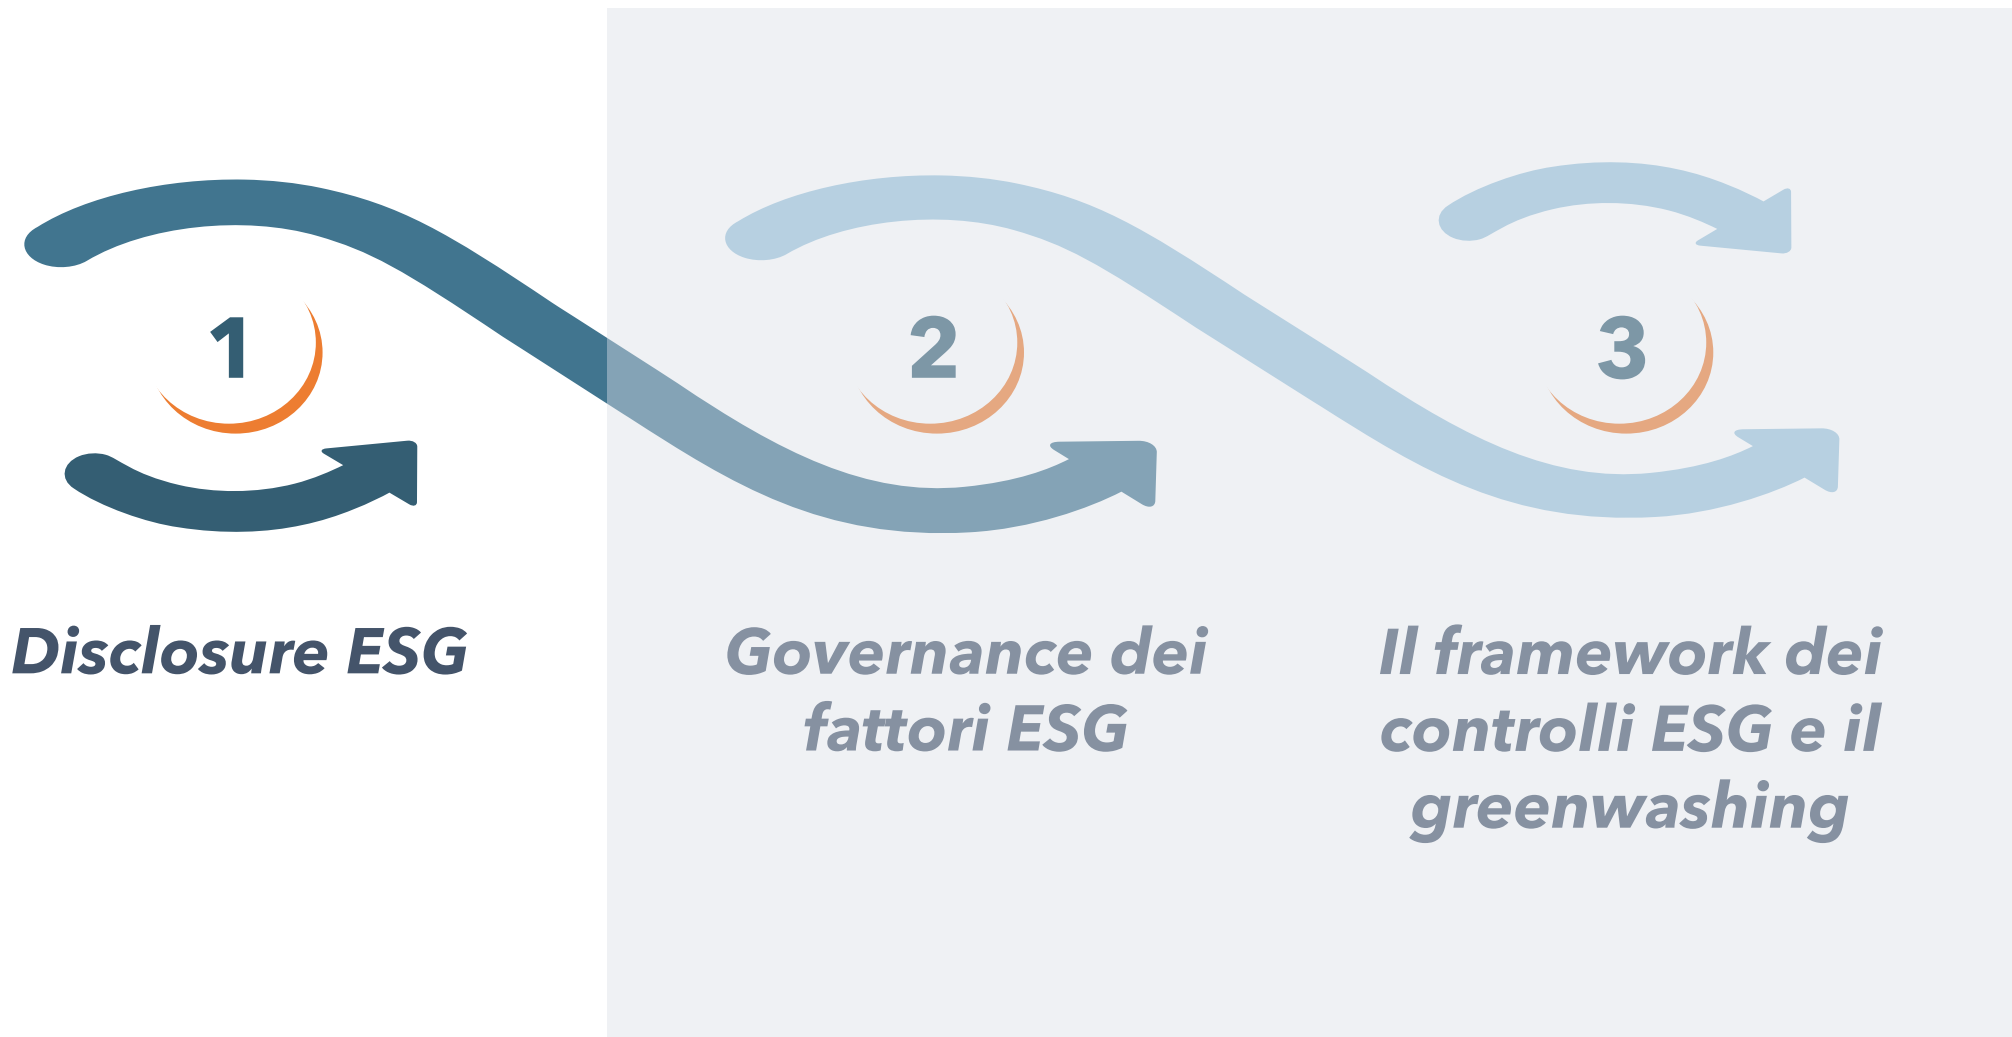 1
2
3
Disclosure ESG
Governance dei
fattori ESG
Il framework dei
controlli ESG e il
greenwashing